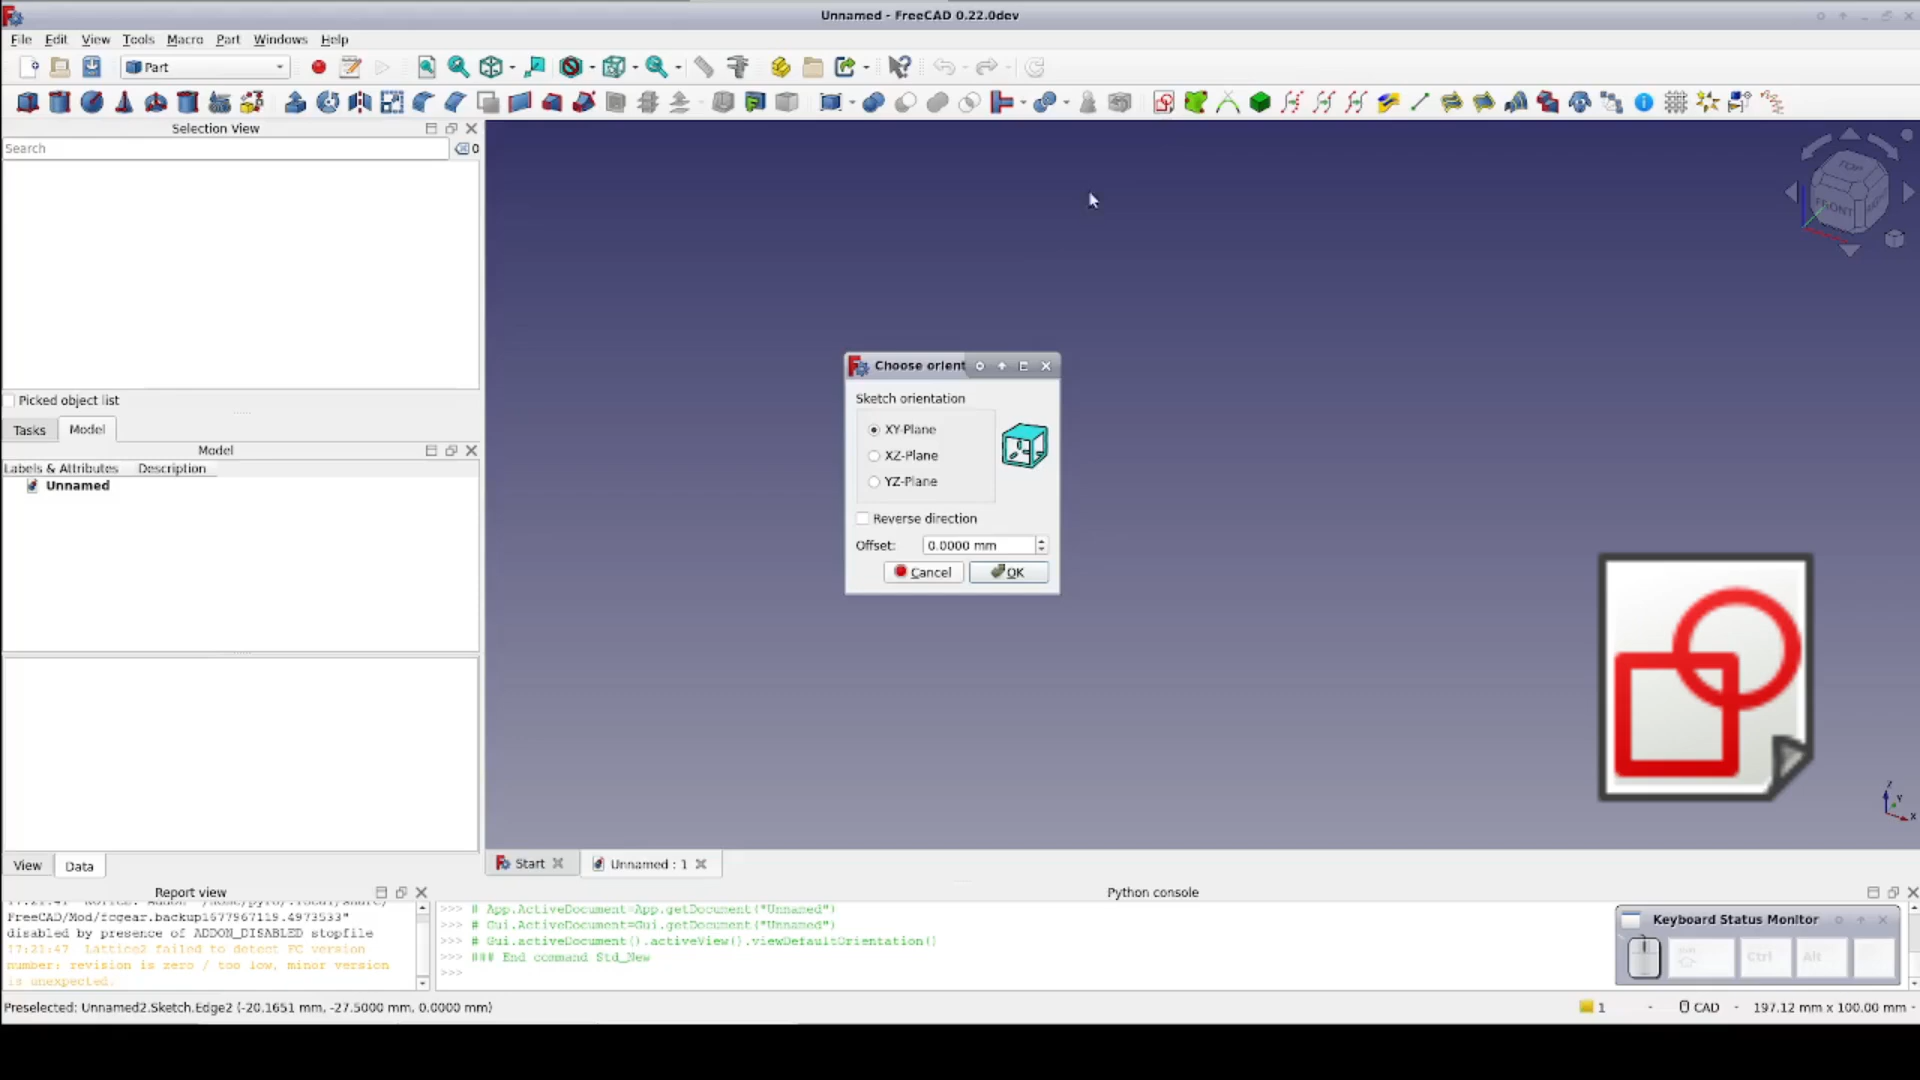 Unnamed - FreeCAD 0.22.0dev
File Edit View Tools Macro Part Windows Help
Part
Selection View
Search
0
TOP
FRONT
Picked object list
Tasks Model
Model
Labels & Attributes Description
Unnamed
Choose orient
Sketch orientation
XY-Plane
XZ-Plane
YZ-Plane
Reverse direction
Offset: 0.0000 mm
Cancel OK
Z
Y
X
View Data
Start Unnamed : 1
Report view
FreeCAD/Mod/fcgear.backup1677967119.4973533"
disabled by presence of ADDON_DISABLED stopfile
17:21:47 Lattice2 failed to detect FC version
number: revision is zero / too low, minor version
is unexpected.
Python console
>>> # App.ActiveDocument=App.getDocument("Unnamed")
>>> # Gui.ActiveDocument=Gui.getDocument("Unnamed")
>>> # Gui.activeDocument().activeView().viewDefaultOrientation()
>>> ### End command Std_New
>>>
Keyboard Status Monitor
Ctrl Alt
Preselected: Unnamed2.Sketch.Edge2 (-20.1651 mm, -27.5000 mm, 0.0000 mm)
1 - CAD - 197.12 mm x 100.00 mm